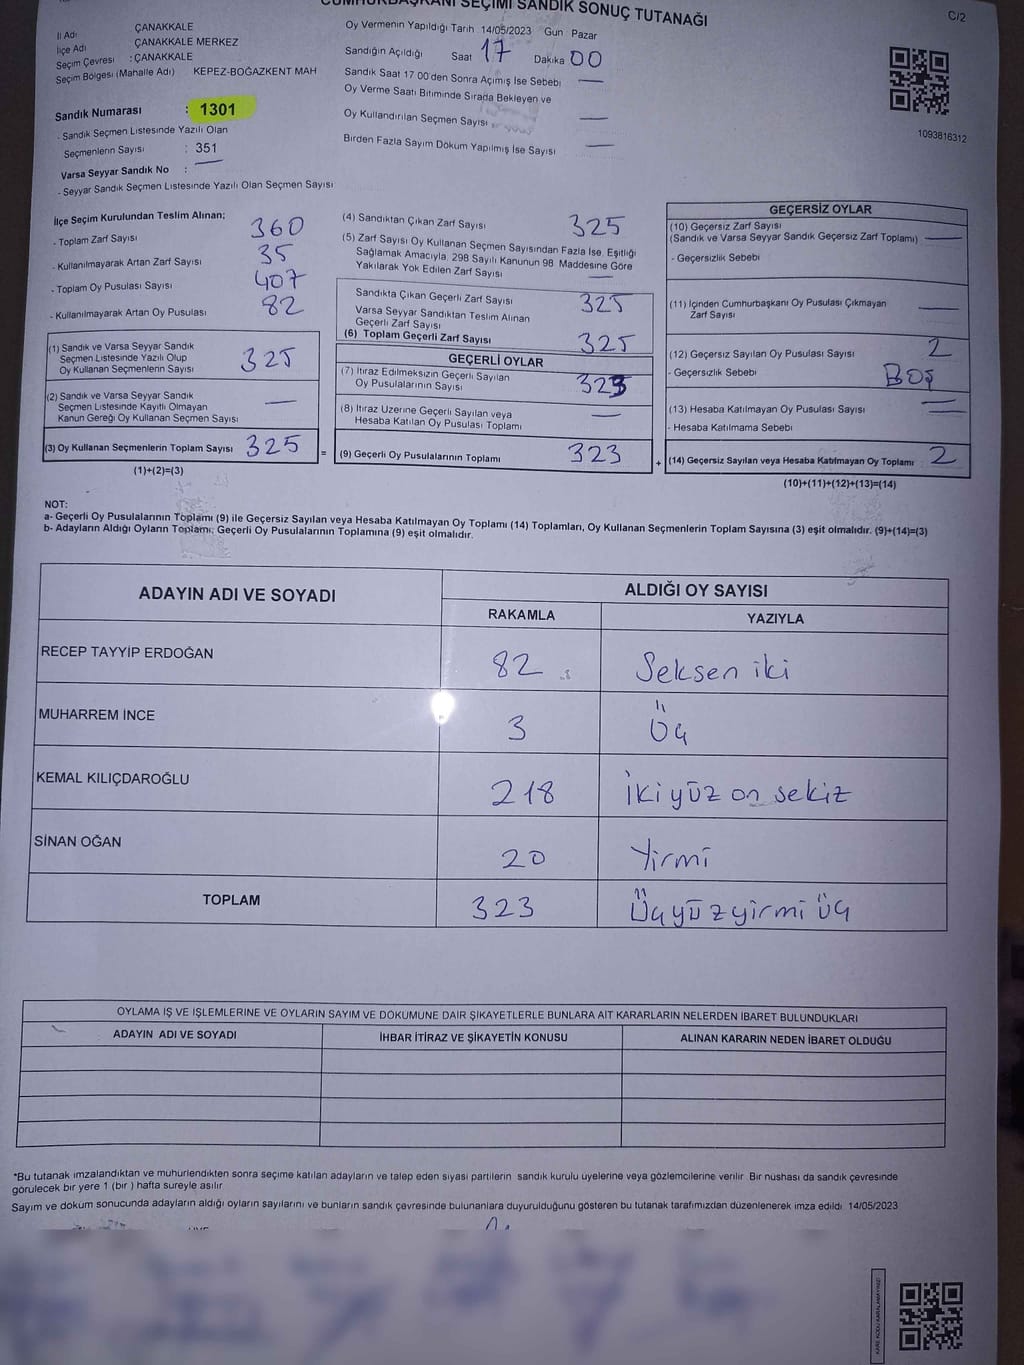 CUMHURBAŞKANI SEÇİMİ SANDIK SONUÇ TUTANAĞI
C/2
İl Adı ÇANAKKALE
İlçe Adı ÇANAKKALE MERKEZ
Seçim Çevresi : ÇANAKKALE
Seçim Bölgesi (Mahalle Adı) KEPEZ-BOĞAZKENT MAH
Sandık Numarası : 1301
- Sandık Seçmen Listesinde Yazılı Olan
Seçmenlerin Sayısı : 351
Varsa Seyyar Sandık No : —
- Seyyar Sandık Seçmen Listesinde Yazılı Olan Seçmen Sayısı
Oy Vermenin Yapıldığı Tarih 14/05/2023 Gün Pazar
Sandığın Açıldığı Saat 17 Dakika 00
Sandık Saat 17 00'den Sonra Açımış İse Sebebi —
Oy Verme Saati Bitiminde Sırada Bekleyen ve
Oy Kullandırılan Seçmen Sayısı —
Birden Fazla Sayım Döküm Yapılmış İse Sayısı —
1093816312
İlçe Seçim Kurulundan Teslim Alınan;
- Toplam Zarf Sayısı 360
- Kullanılmayarak Artan Zarf Sayısı 35
- Toplam Oy Pusulası Sayısı 407
- Kullanılmayarak Artan Oy Pusulası 82
(1) Sandık ve Varsa Seyyar Sandık
Seçmen Listesinde Yazılı Olup
Oy Kullanan Seçmenlerin Sayısı 325
(2) Sandık ve Varsa Seyyar Sandık
Seçmen Listesinde Kayıtlı Olmayan
Kanun Gereği Oy Kullanan Seçmen Sayısı —
(3) Oy Kullanan Seçmenlerin Toplam Sayısı 325 =
(1)+(2)=(3)
(4) Sandıktan Çıkan Zarf Sayısı 325
(5) Zarf Sayısı Oy Kullanan Seçmen Sayısından Fazla İse, Eşitliği
Sağlamak Amacıyla, 298 Sayılı Kanunun 98. Maddesine Göre
Yakılarak Yok Edilen Zarf Sayısı —
Sandıkta Çıkan Geçerli Zarf Sayısı 325
Varsa Seyyar Sandıktan Teslim Alınan
Geçerli Zarf Sayısı
(6) Toplam Geçerli Zarf Sayısı 325
GEÇERLİ OYLAR
(7) İtiraz Edilmeksizin Geçerli Sayılan
Oy Pusulalarının Sayısı 323
(8) İtiraz Üzerine Geçerli Sayılan veya
Hesaba Katılan Oy Pusulası Toplamı —
(9) Geçerli Oy Pusulalarının Toplamı 323 +
GEÇERSİZ OYLAR
(10) Geçersiz Zarf Sayısı
(Sandık ve Varsa Seyyar Sandık Geçersiz Zarf Toplamı) —
- Geçersizlik Sebebi
(11) İçinden Cumhurbaşkanı Oy Pusulası Çıkmayan
Zarf Sayısı —
(12) Geçersiz Sayılan Oy Pusulası Sayısı 2
- Geçersizlik Sebebi BOŞ
(13) Hesaba Katılmayan Oy Pusulası Sayısı —
- Hesaba Katılmama Sebebi —
(14) Geçersiz Sayılan veya Hesaba Katılmayan Oy Toplamı 2
(10)+(11)+(12)+(13)=(14)
NOT:
a- Geçerli Oy Pusulalarının Toplamı (9) ile Geçersiz Sayılan veya Hesaba Katılmayan Oy Toplamı (14) Toplamları, Oy Kullanan Seçmenlerin Toplam Sayısına (3) eşit olmalıdır. (9)+(14)=(3)
b- Adayların Aldığı Oyların Toplamı, Geçerli Oy Pusulalarının Toplamına (9) eşit olmalıdır.
ADAYIN ADI VE SOYADI
ALDIĞI OY SAYISI
RAKAMLA YAZIYLA
RECEP TAYYİP ERDOĞAN 82 Seksen iki
MUHARREM İNCE 3 Üç
KEMAL KILIÇDAROĞLU 218 İkiyüz on sekiz
SİNAN OĞAN 20 Yirmi
TOPLAM 323 Üçyüzyirmi üç
OYLAMA İŞ VE İŞLEMLERİNE VE OYLARIN SAYIM VE DÖKÜMÜNE DAİR ŞİKAYETLERLE BUNLARA AİT KARARLARIN NELERDEN İBARET BULUNDUKLARI
ADAYIN ADI VE SOYADI İHBAR İTİRAZ VE ŞİKAYETİN KONUSU ALINAN KARARIN NEDEN İBARET OLDUĞU
*Bu tutanak imzalandıktan ve mühürlendikten sonra seçime katılan adayların ve talep eden siyasi partilerin sandık kurulu üyelerine veya gözlemcilerine verilir. Bir nüshası da sandık çevresinde
görülecek bir yere 1 (bir) hafta süreyle asılır
Sayım ve döküm sonucunda adayların aldığı oyların sayılarını ve bunların sandık çevresinde bulunanlara duyurulduğunu gösteren bu tutanak tarafımızdan düzenlenerek imza edildi. 14/05/2023
KARE KODU KARALAMAYINIZ!